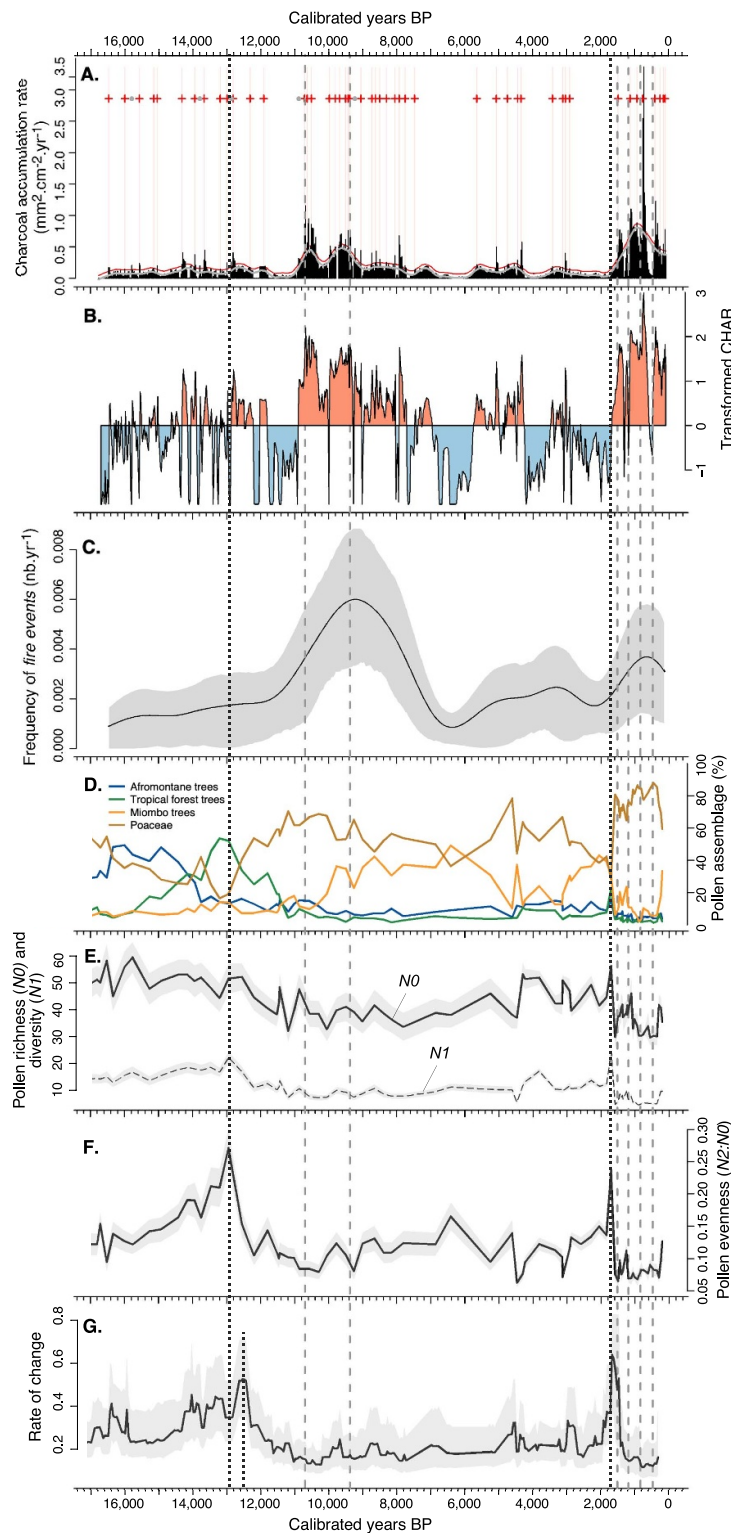 Calibrated years BP
16,000 14,000 12,000 10,000 8,000 6,000 4,000 2,000 0
A.
Charcoal accumulation rate
(mm².cm⁻².yr⁻¹)
3.5
3.0
2.5
2.0
1.5
1.0
0.5
0.0
B.
Transformed CHAR
3
2
1
0
−1
C.
Frequency of fire events (nb.yr⁻¹)
0.008
0.006
0.004
0.002
0.000
D.
Afromontane trees
Tropical forest trees
Miombo trees
Poaceae
Pollen assemblage (%)
100
80
60
40
20
0
E.
Pollen richness (N0) and
diversity (N1)
60
50
40
30
20
10
N0
N1
F.
Pollen evenness (N2:N0)
0.30
0.25
0.20
0.15
0.10
0.05
G.
Rate of change
0.8
0.6
0.4
0.2
16,000 14,000 12,000 10,000 8,000 6,000 4,000 2,000 0
Calibrated years BP